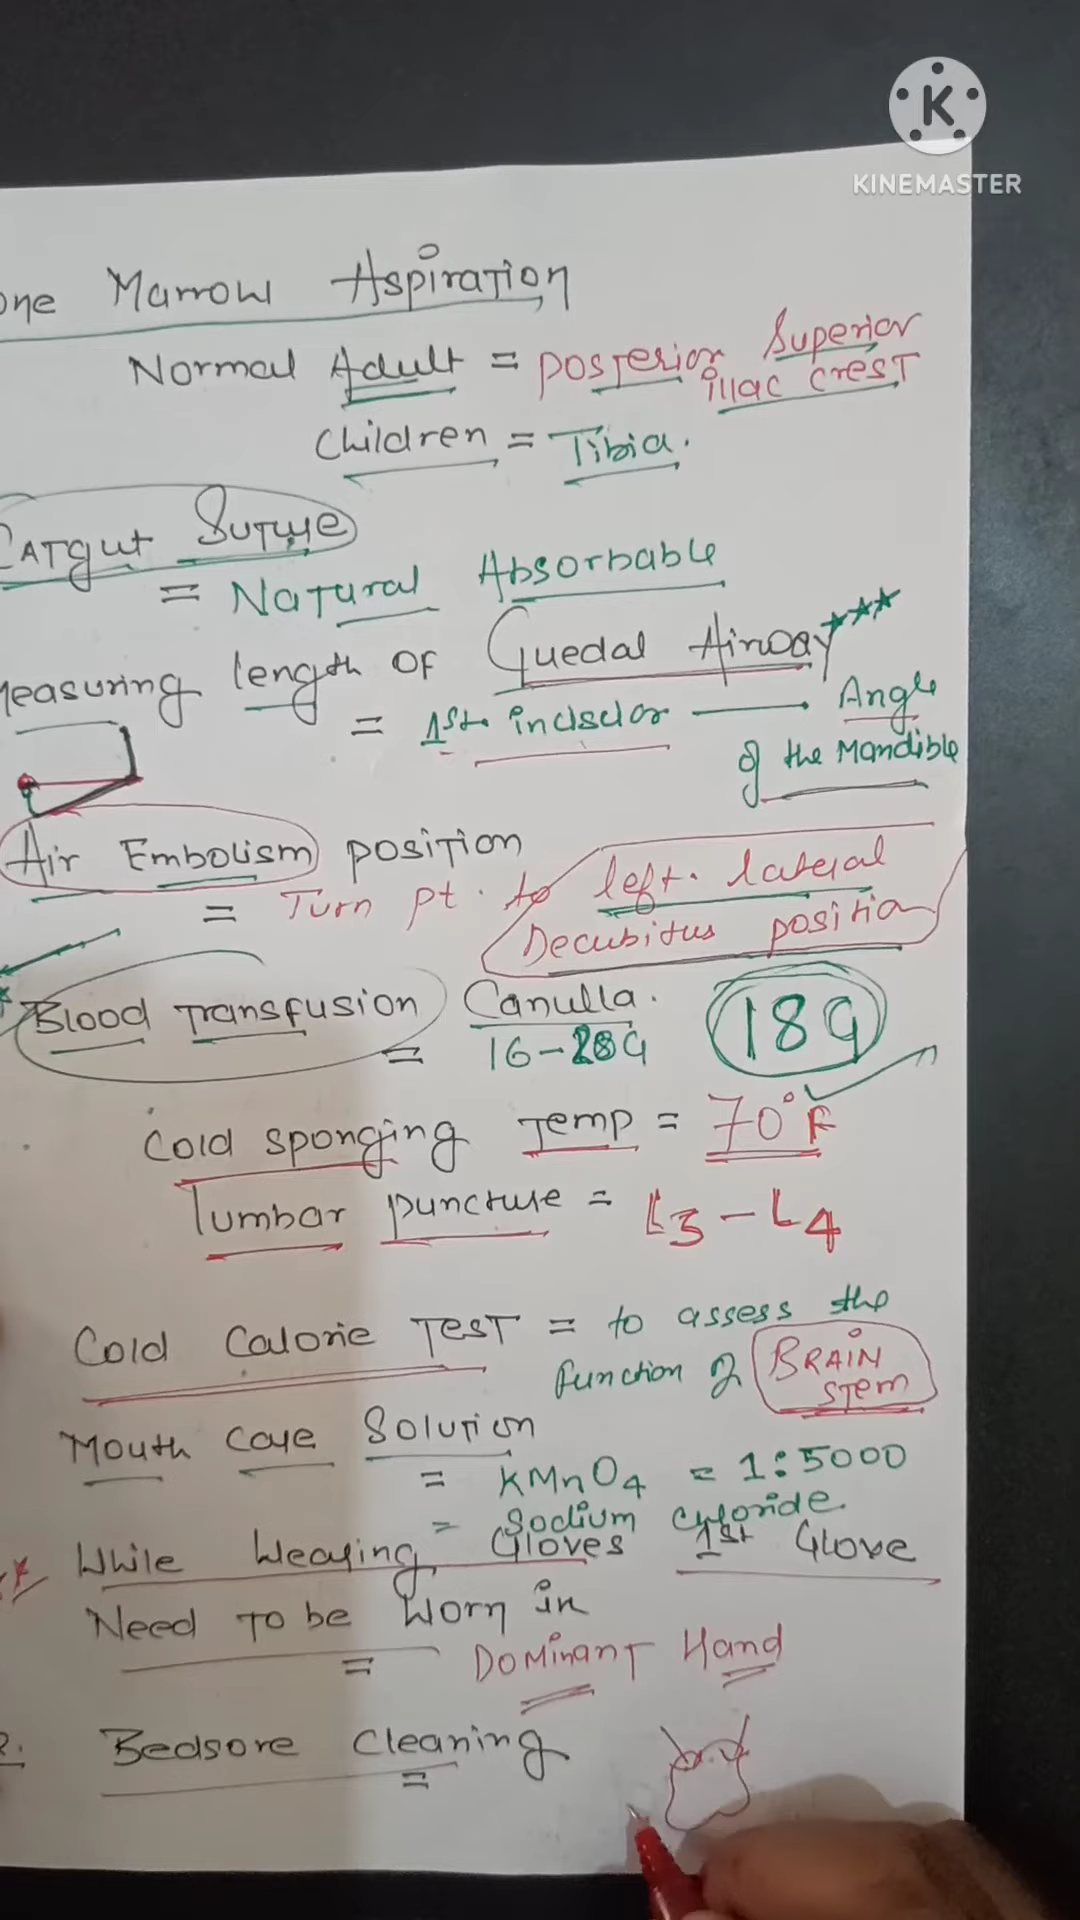 K
KINEMASTER
one Marrow Aspiration
Normal Adult = Posterior Superior
illac crest
Children = Tibia.
CATgut Suture
= Natural Absorbable
measuring length of Guedal Airway
= 1st incisior Angle
of the Mandible
Air Embolism position
= Turn pt. to left lateral
Decubitus position
Blood Transfusion Canulla. 18G
= 16-18G
Cold sponging Temp = 70°F
Lumbar puncture = L3-L4
Cold Calorie Test = to assess the
function of BRAIN
stem
Mouth Care Solution
= KMnO4 = 1:5000
= Sodium chloride
While Wearing Gloves 1st Glove
Need to be Worn in
= Dominant Hand
2. Bedsore Cleaning
=